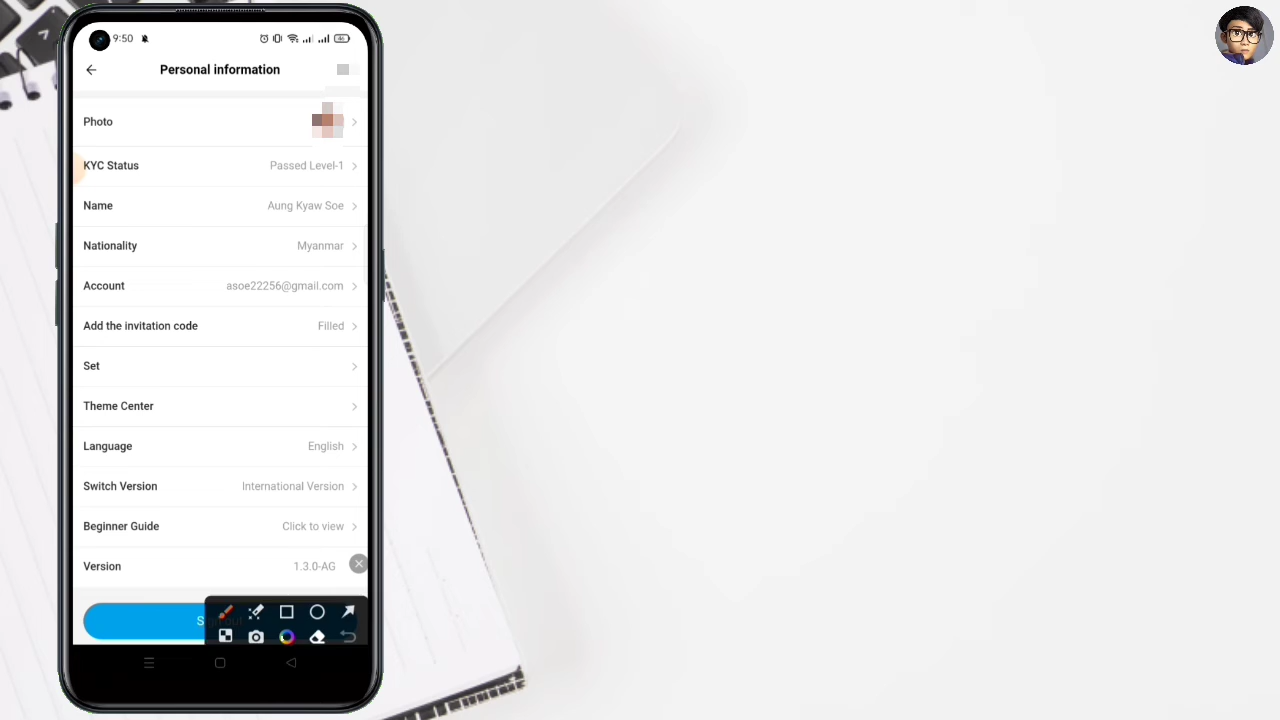 9:50
Personal information
Photo
KYC Status Passed Level-1
Name Aung Kyaw Soe
Nationality Myanmar
Account asoe22256@gmail.com
Add the invitation code Filled
Set
Theme Center
Language English
Switch Version International Version
Beginner Guide Click to view
Version 1.3.0-AG